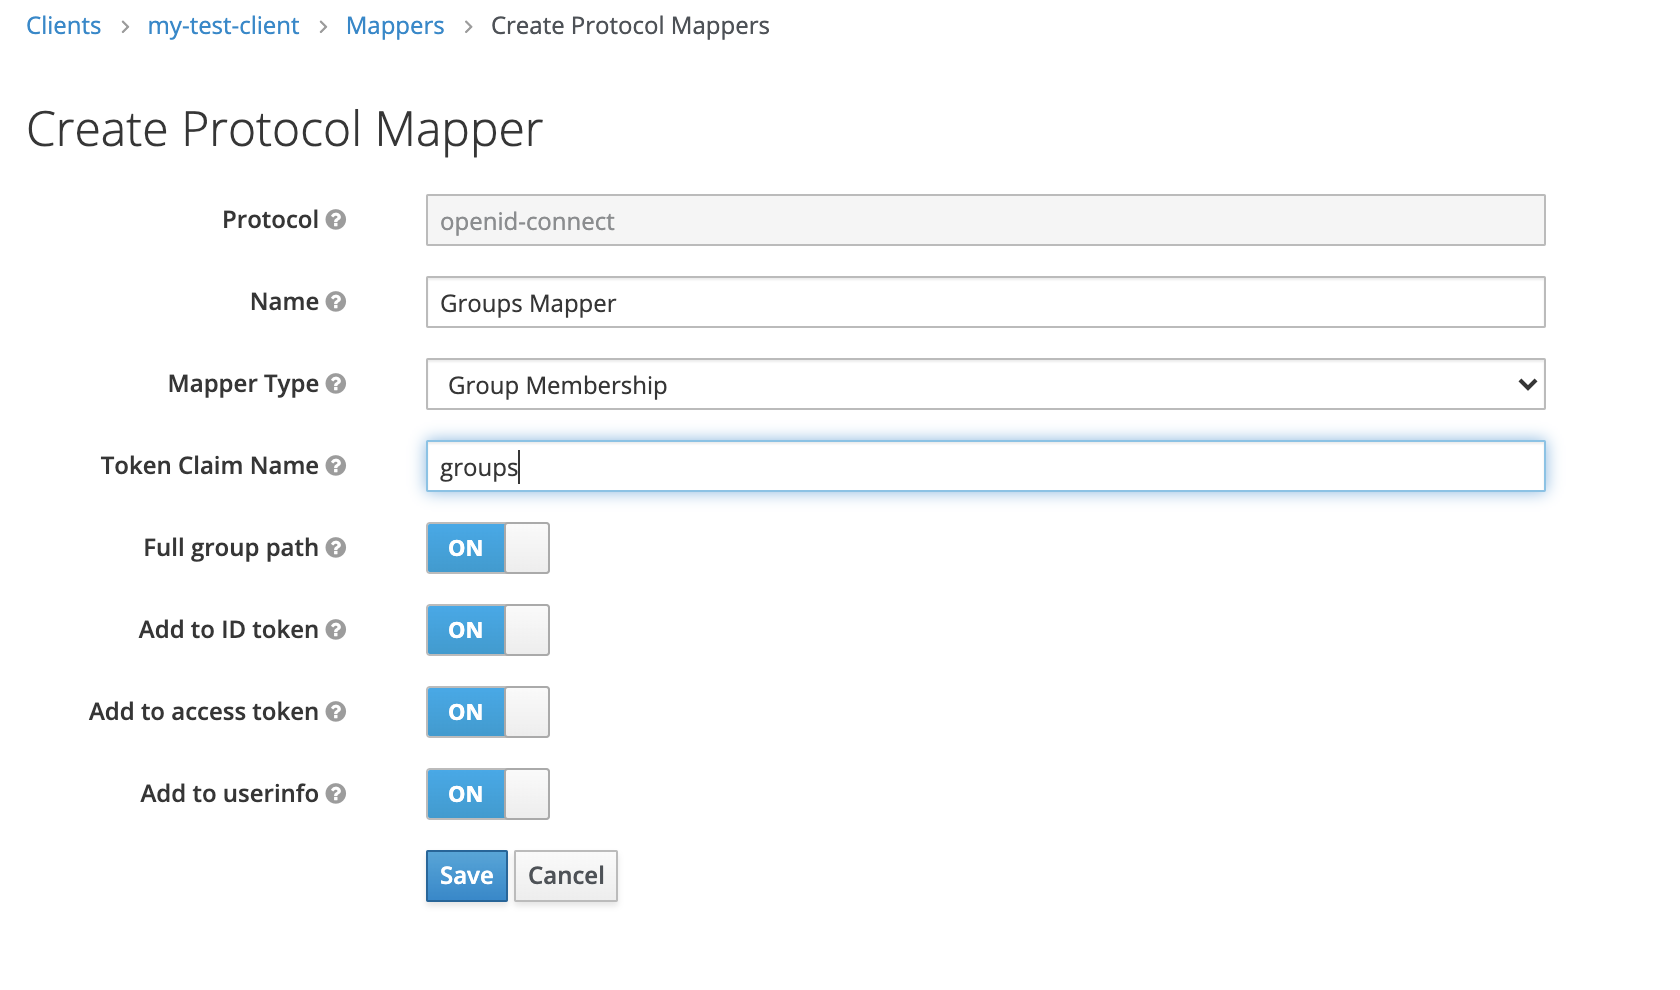 Clients > my-test-client > Mappers > Create Protocol Mappers
Create Protocol Mapper
Protocol ? openid-connect
Name ? Groups Mapper
Mapper Type ? Group Membership
Token Claim Name ? groups
Full group path ? ON
Add to ID token ? ON
Add to access token ? ON
Add to userinfo ? ON
Save Cancel